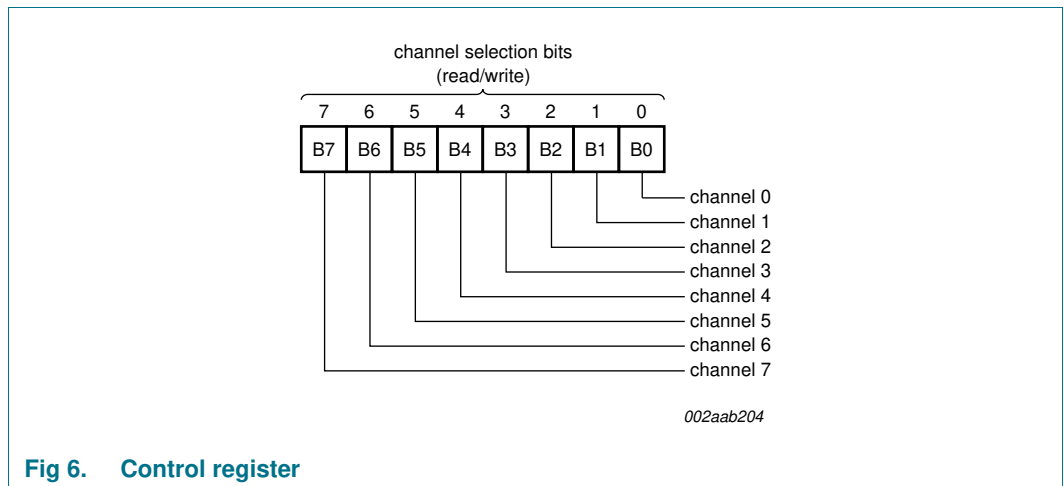 channel selection bits
(read/write)
7 6 5 4 3 2 1 0
B7 B6 B5 B4 B3 B2 B1 B0
channel 0
channel 1
channel 2
channel 3
channel 4
channel 5
channel 6
channel 7
002aab204
Fig 6. Control register